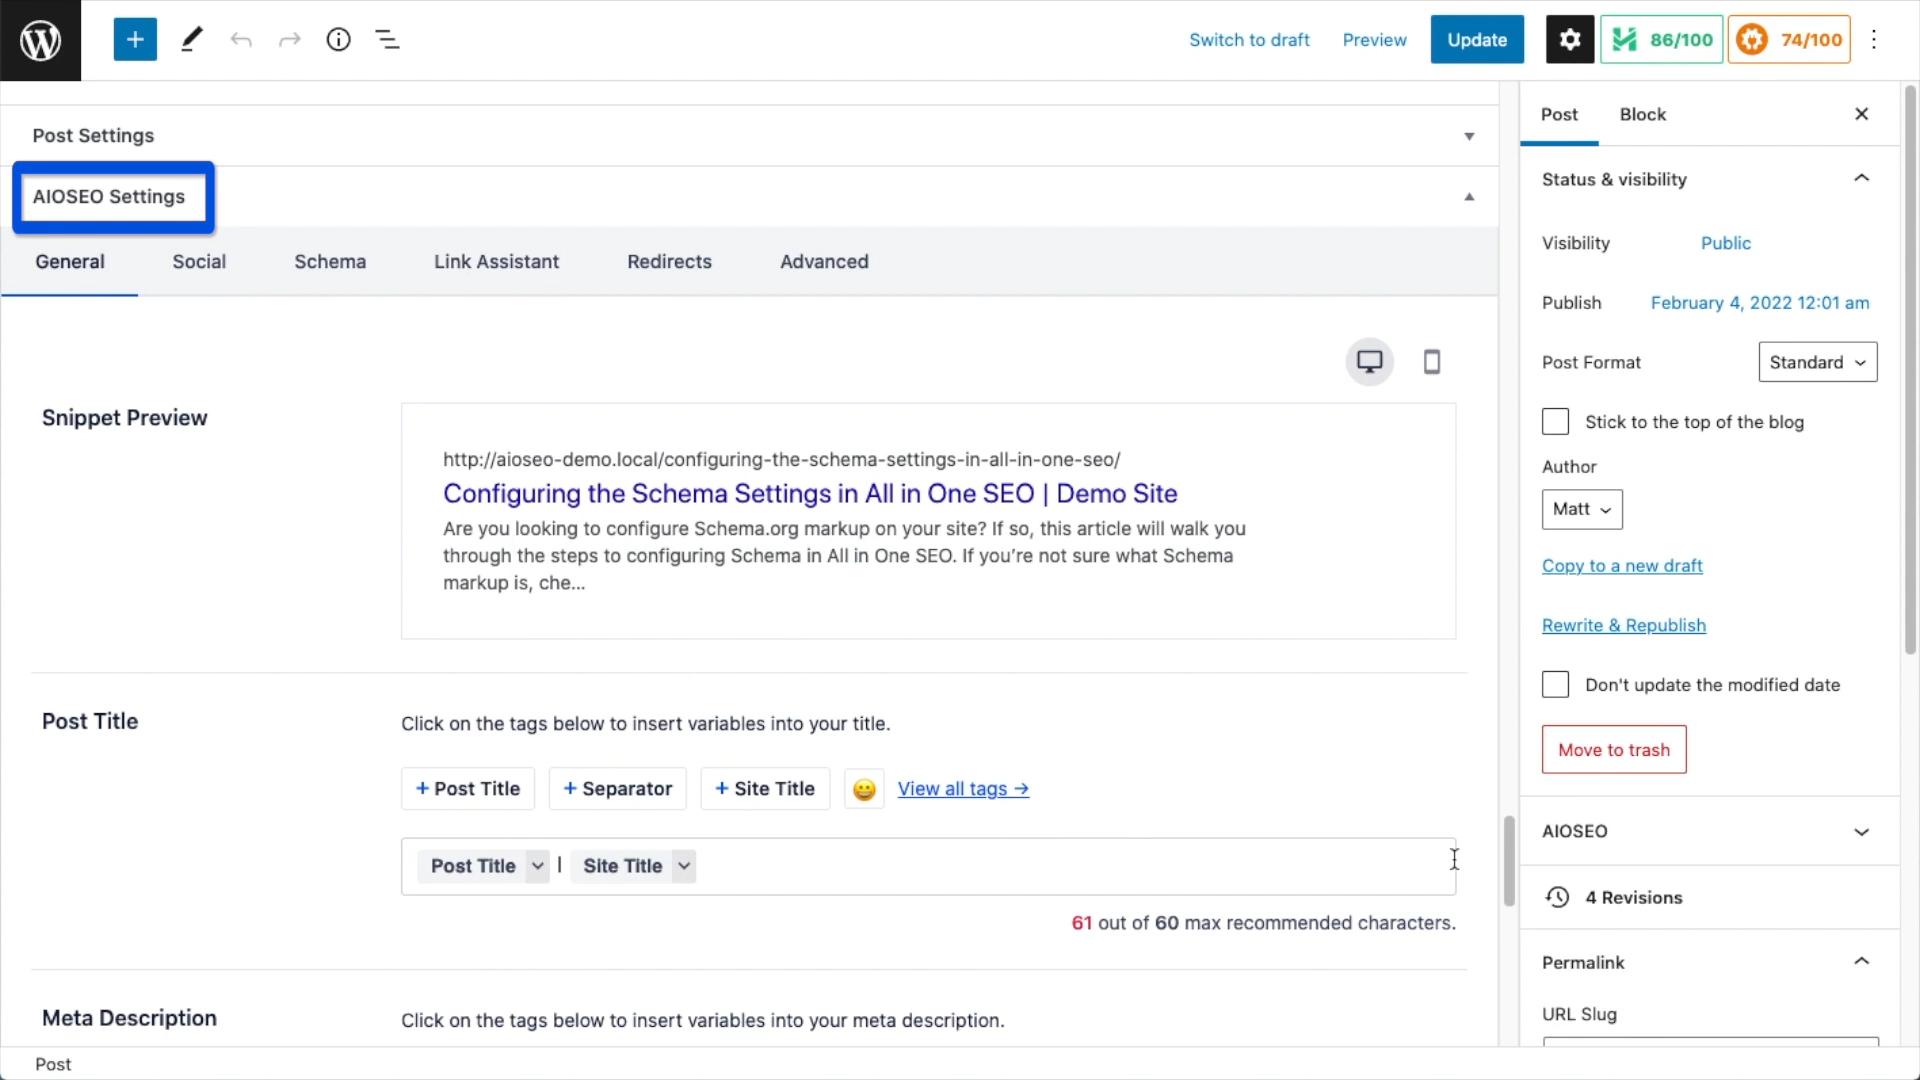 Switch to draft
Preview
Update
86/100
74/100
Post Settings
AIOSEO Settings
General
Social
Schema
Link Assistant
Redirects
Advanced
Snippet Preview
http://aioseo-demo.local/configuring-the-schema-settings-in-all-in-one-seo/
Configuring the Schema Settings in All in One SEO | Demo Site
Are you looking to configure Schema.org markup on your site? If so, this article will walk you
through the steps to configuring Schema in All in One SEO. If you’re not sure what Schema
markup is, che...
Post Title
Click on the tags below to insert variables into your title.
+ Post Title
+ Separator
+ Site Title
View all tags →
Post Title | Site Title
61 out of 60 max recommended characters.
Meta Description
Click on the tags below to insert variables into your meta description.
Post
Post
Block
Status & visibility
Visibility
Public
Publish
February 4, 2022 12:01 am
Post Format
Standard
Stick to the top of the blog
Author
Matt
Copy to a new draft
Rewrite & Republish
Don't update the modified date
Move to trash
AIOSEO
4 Revisions
Permalink
URL Slug